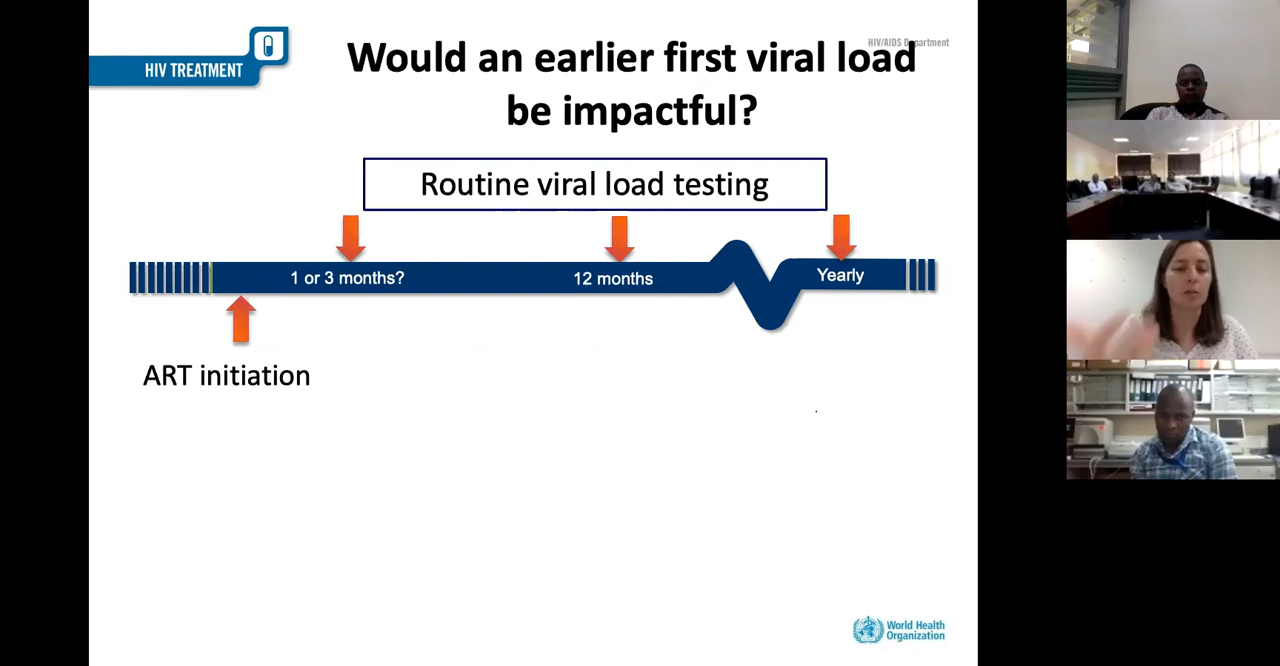 HIV TREATMENT
HIV/AIDS Department
Would an earlier first viral load
be impactful?
Routine viral load testing
1 or 3 months?
12 months
Yearly
ART initiation
World Health
Organization